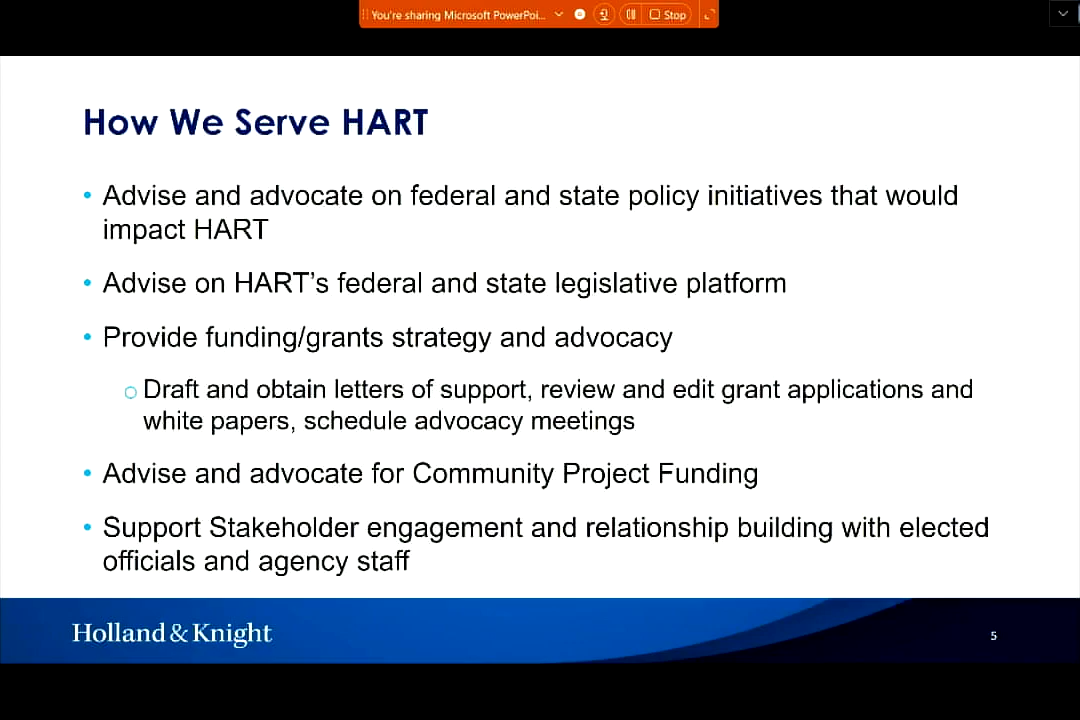 You're sharing Microsoft PowerPoi... Stop
How We Serve HART
• Advise and advocate on federal and state policy initiatives that would
impact HART
• Advise on HART’s federal and state legislative platform
• Provide funding/grants strategy and advocacy
○ Draft and obtain letters of support, review and edit grant applications and
white papers, schedule advocacy meetings
• Advise and advocate for Community Project Funding
• Support Stakeholder engagement and relationship building with elected
officials and agency staff
Holland & Knight
5